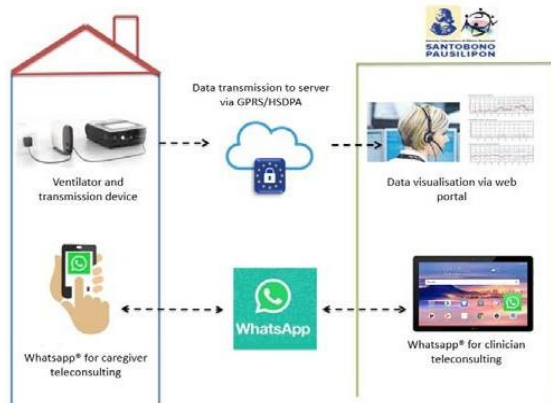 SANTOBONO
PAUSILIPON
Data transmission to server
via GPRS/HSDPA
Ventilator and
transmission device
Data visualisation via web
portal
WhatsApp
Whatsapp® for caregiver
teleconsulting
Whatsapp® for clinician
teleconsulting